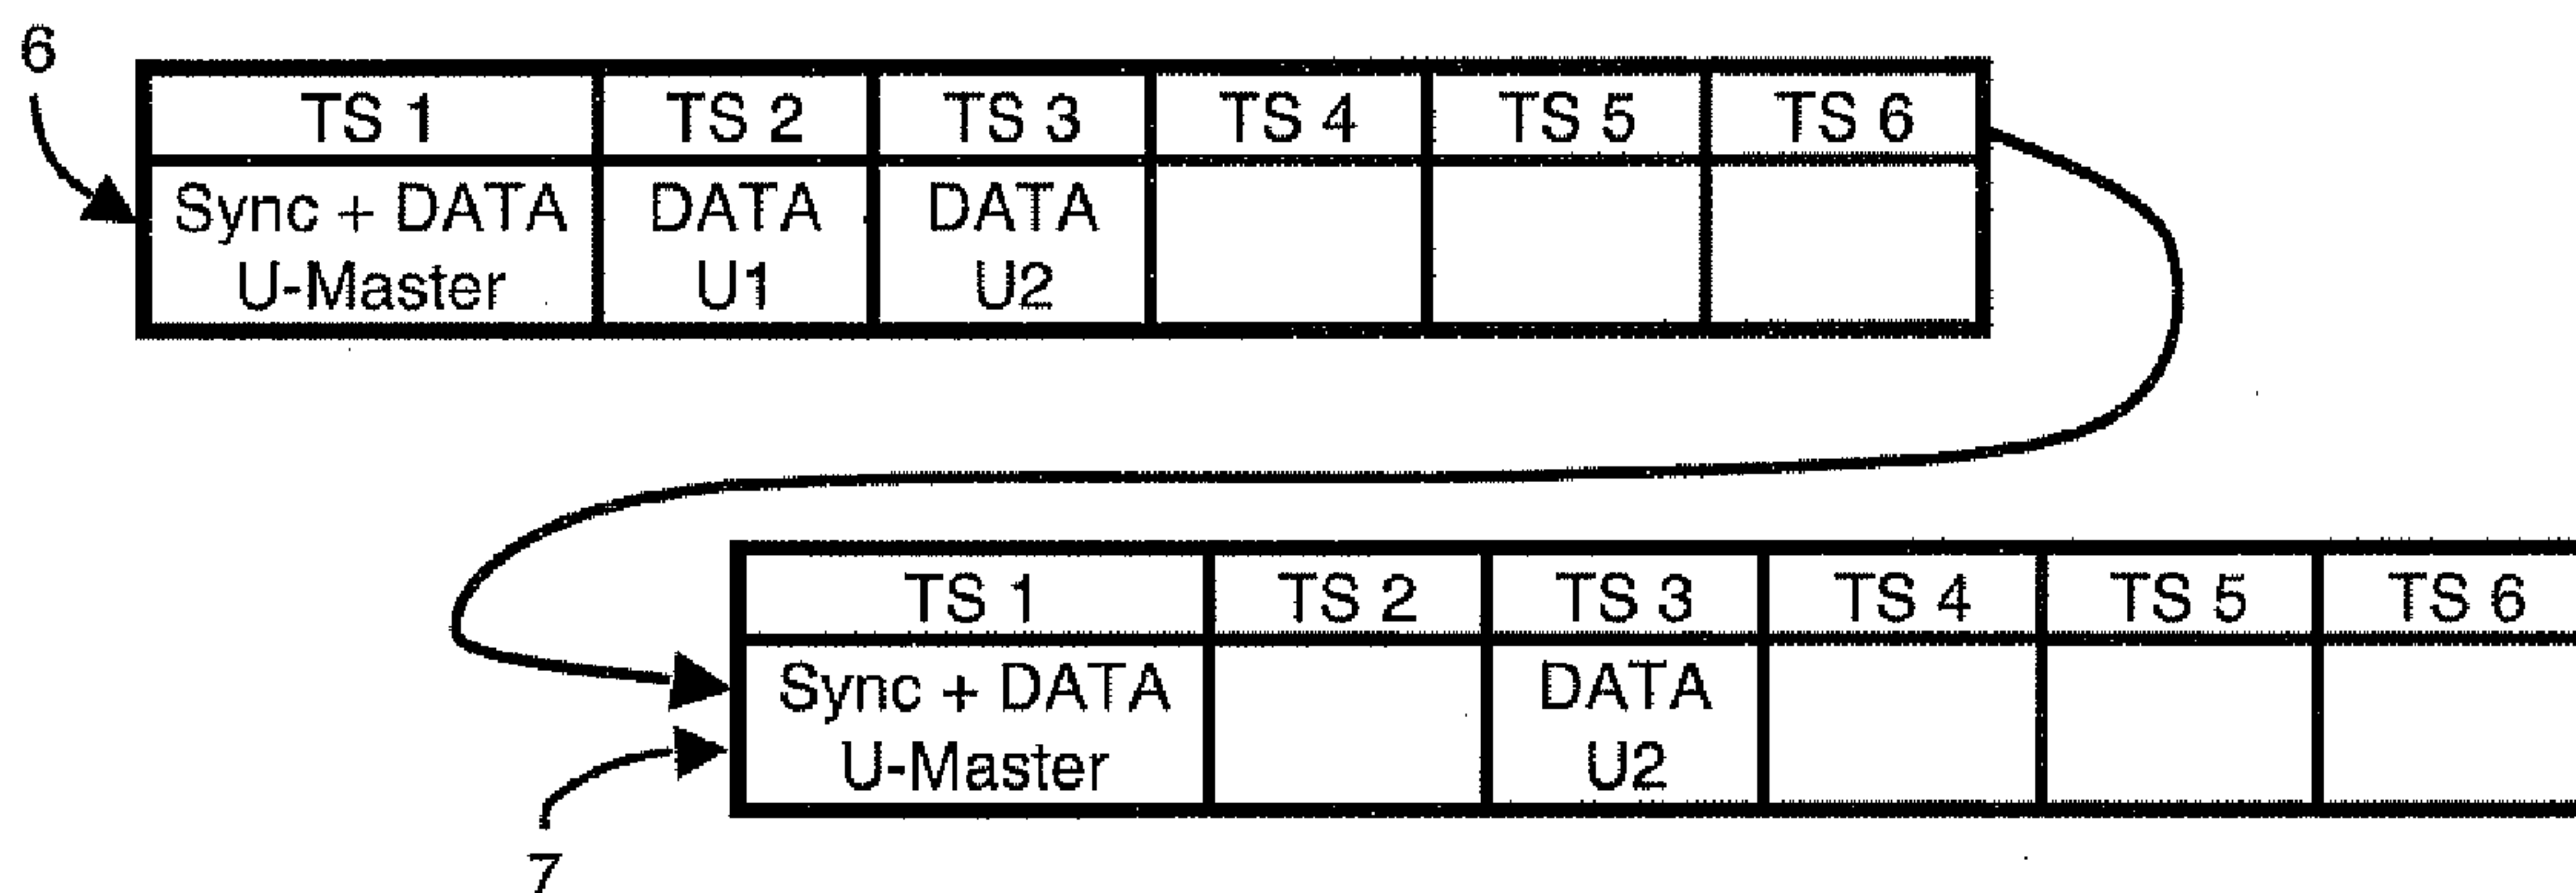 6
TS 1 TS 2 TS 3 TS 4 TS 5 TS 6
Sync + DATA DATA DATA
U-Master U1 U2
TS 1 TS 2 TS 3 TS 4 TS 5 TS 6
Sync + DATA DATA
U-Master U2
7